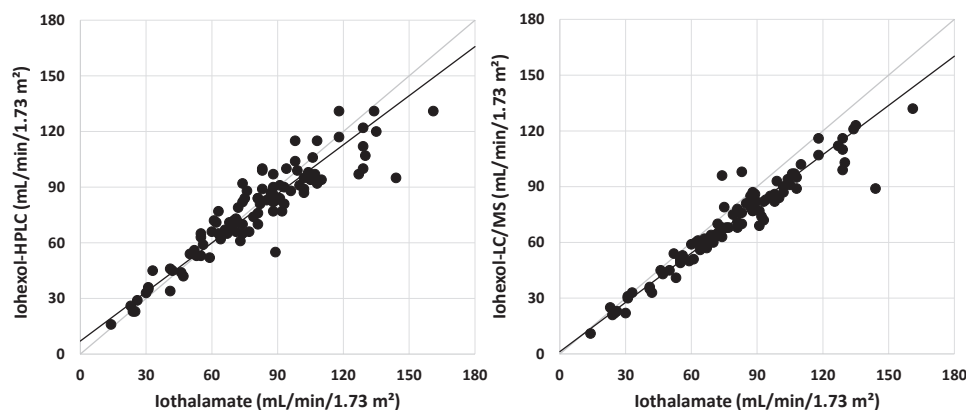 180
150
120
90
60
30
0
Iohexol-HPLC (mL/min/1.73 m²)
0 30 60 90 120 150 180
Iothalamate (mL/min/1.73 m²)
180
150
120
90
60
30
0
Iohexol-LC/MS (mL/min/1.73 m²)
0 30 60 90 120 150 180
Iothalamate (mL/min/1.73 m²)